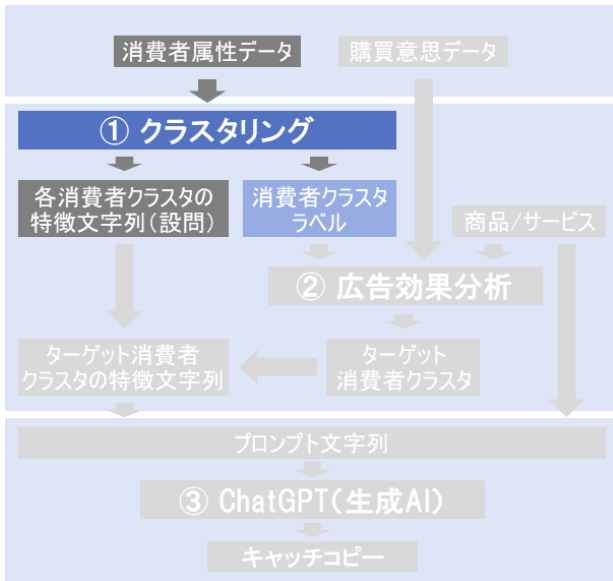 消費者属性データ
購買意思データ
① クラスタリング
各消費者クラスタの
特徴文字列（設問）
消費者クラスタ
ラベル
商品/サービス
② 広告効果分析
ターゲット消費者
クラスタの特徴文字列
ターゲット
消費者クラスタ
プロンプト文字列
③ ChatGPT(生成AI)
キャッチコピー